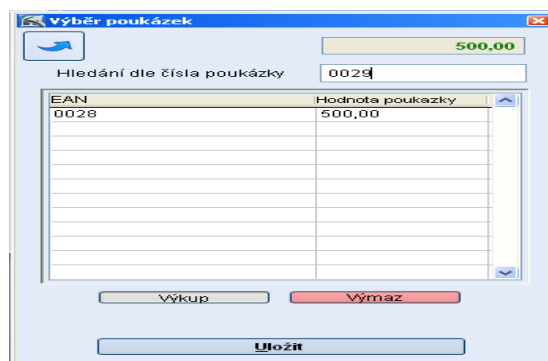 Výběr poukázek
500,00
Hledání dle čísla poukázky 0029
EAN Hodnota poukazky
0028 500,00
Výkup Výmaz
Uložit